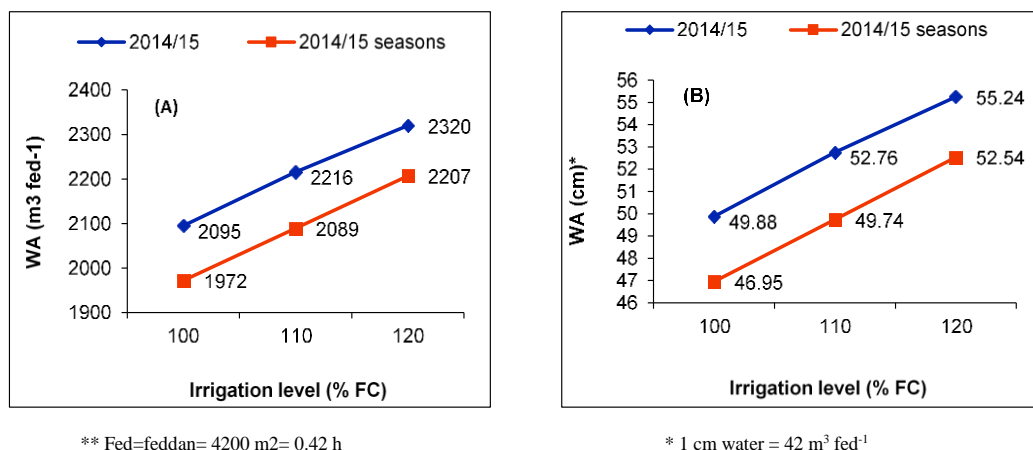 2014/15 2014/15 seasons
(A)
WA (m3 fed-1)
2400
2300
2200
2100
2000
1900
2320
2216
2207
2095
2089
1972
100 110 120
Irrigation level (% FC)
** Fed=feddan= 4200 m2= 0.42 h
2014/15 2014/15 seasons
(B)
WA (cm)*
56
55
54
53
52
51
50
49
48
47
46
55.24
52.76
52.54
49.88
49.74
46.95
100 110 120
Irrigation level (% FC)
* 1 cm water = 42 m³ fed⁻¹